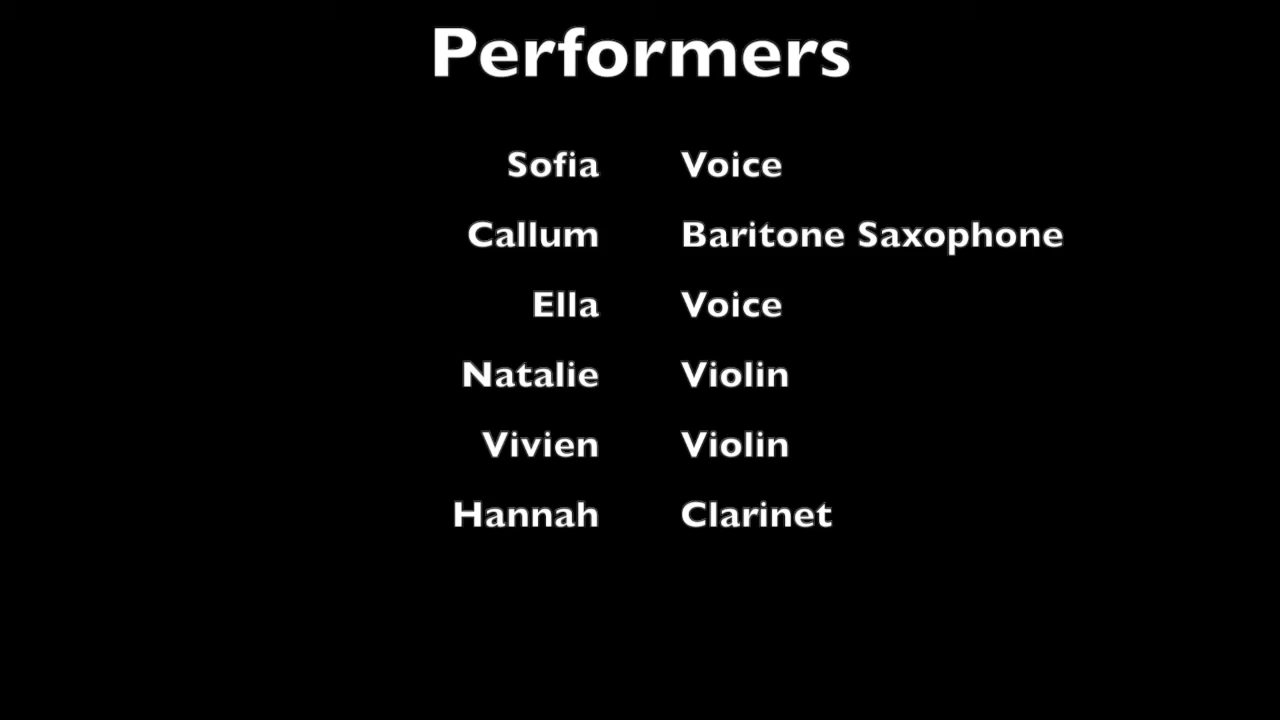 Performers
Sofia Voice
Callum Baritone Saxophone
Ella Voice
Natalie Violin
Vivien Violin
Hannah Clarinet